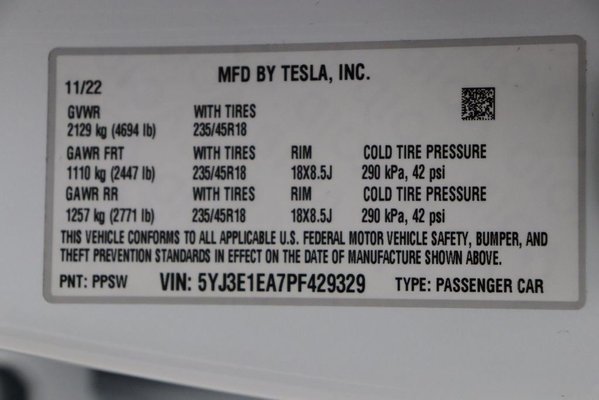 MFD BY TESLA, INC.
11/22
GVWR WITH TIRES
2129 kg (4694 lb) 235/45R18
GAWR FRT WITH TIRES RIM COLD TIRE PRESSURE
1110 kg (2447 lb) 235/45R18 18X8.5J 290 kPa, 42 psi
GAWR RR WITH TIRES RIM COLD TIRE PRESSURE
1257 kg (2771 lb) 235/45R18 18X8.5J 290 kPa, 42 psi
THIS VEHICLE CONFORMS TO ALL APPLICABLE U.S. FEDERAL MOTOR VEHICLE SAFETY, BUMPER, AND
THEFT PREVENTION STANDARDS IN EFFECT ON THE DATE OF MANUFACTURE SHOWN ABOVE.
PNT: PPSW VIN: 5YJ3E1EA7PF429329 TYPE: PASSENGER CAR